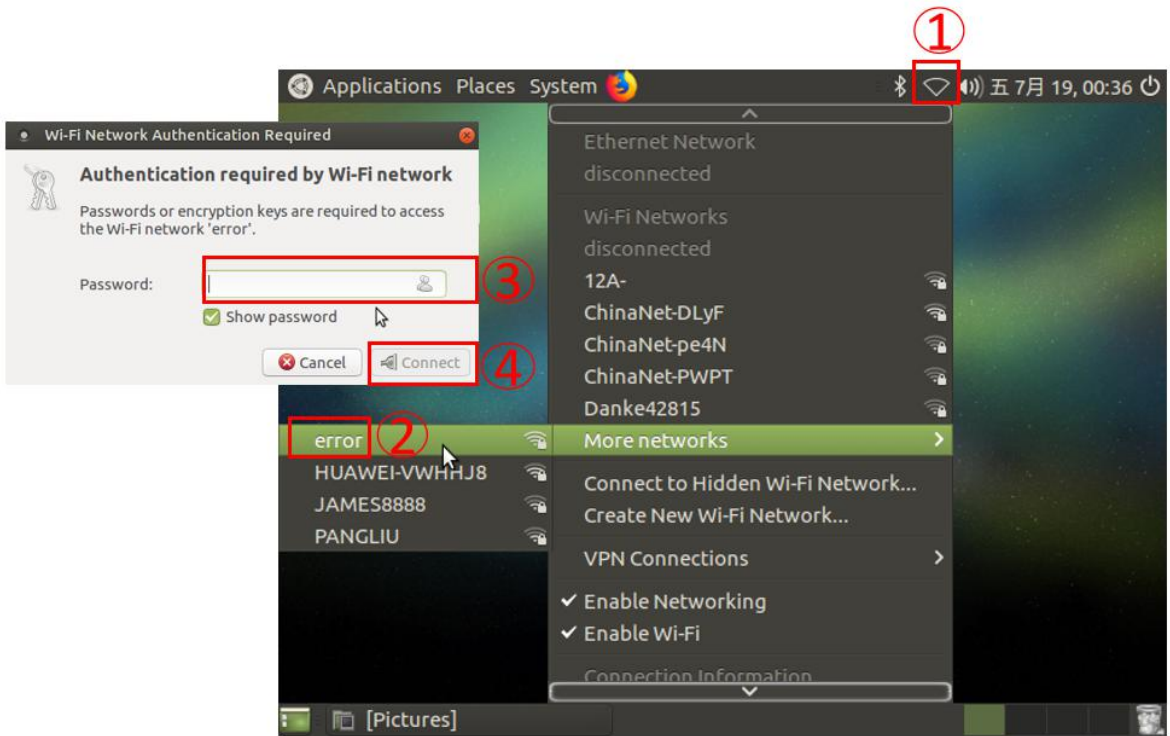 ①
Applications Places System
五 7月 19, 00:36
Wi-Fi Network Authentication Required
Authentication required by Wi-Fi network
Passwords or encryption keys are required to access
the Wi-Fi network 'error'.
Password:
③
Show password
Cancel
Connect
④
Ethernet Network
disconnected
Wi-Fi Networks
disconnected
12A-
ChinaNet-DLyF
ChinaNet-pe4N
ChinaNet-PWPT
Danke42815
More networks
error
②
HUAWEI-VWHHJ8
JAMES8888
PANGLIU
Connect to Hidden Wi-Fi Network...
Create New Wi-Fi Network...
VPN Connections
Enable Networking
Enable Wi-Fi
Connection Information
[Pictures]